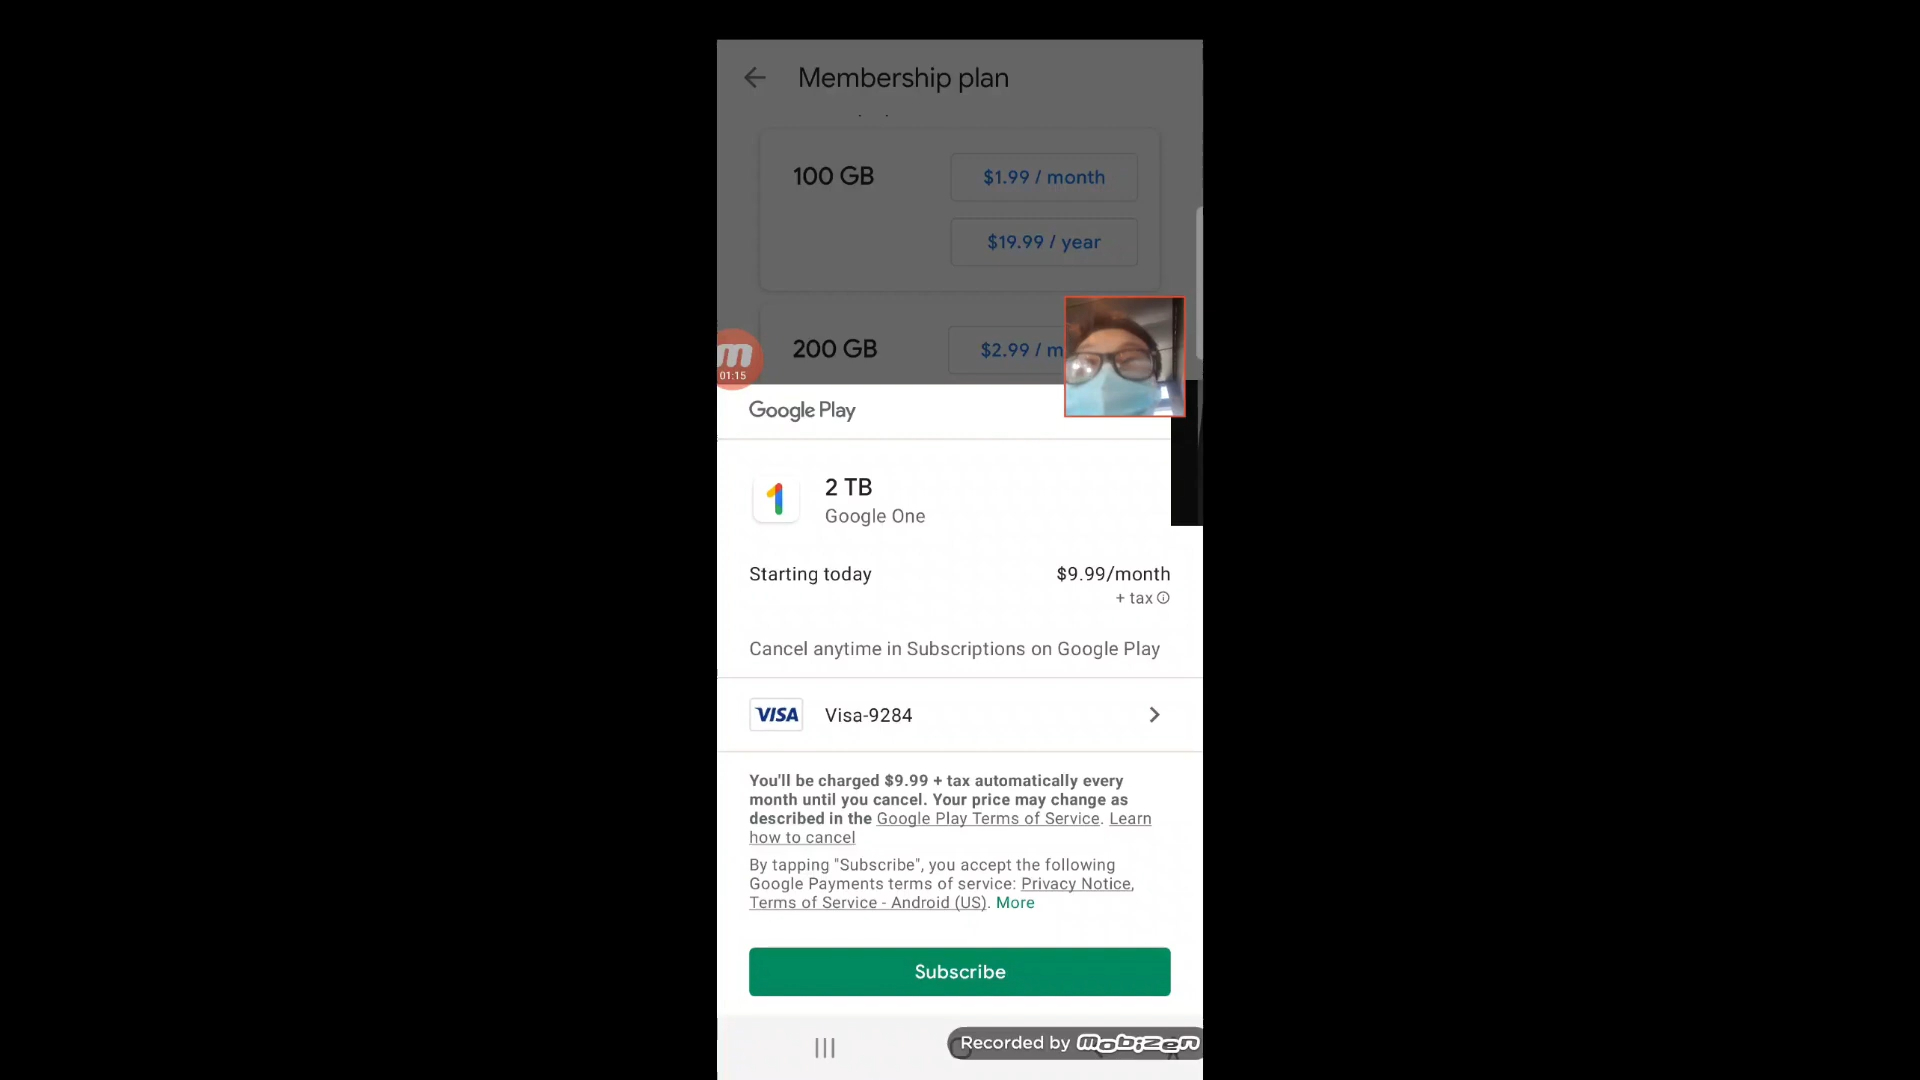 Membership plan
100 GB
$1.99 / month
$19.99 / year
200 GB
$2.99 / m
01:15
Google Play
2 TB
Google One
Starting today
$9.99/month
+ tax
Cancel anytime in Subscriptions on Google Play
VISA
Visa-9284
You'll be charged $9.99 + tax automatically every
month until you cancel. Your price may change as
described in the Google Play Terms of Service. Learn
how to cancel
By tapping "Subscribe", you accept the following
Google Payments terms of service: Privacy Notice,
Terms of Service - Android (US). More
Subscribe
Recorded by mobizen